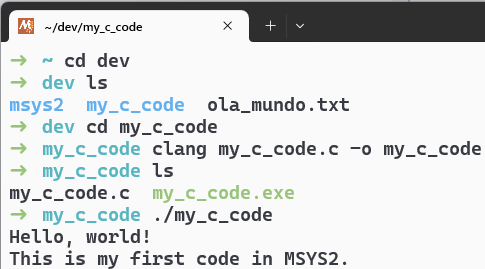 ~/dev/my_c_code
➜ ~ cd dev
➜ dev ls
msys2 my_c_code ola_mundo.txt
➜ dev cd my_c_code
➜ my_c_code clang my_c_code.c -o my_c_code
➜ my_c_code ls
my_c_code.c my_c_code.exe
➜ my_c_code ./my_c_code
Hello, world!
This is my first code in MSYS2.